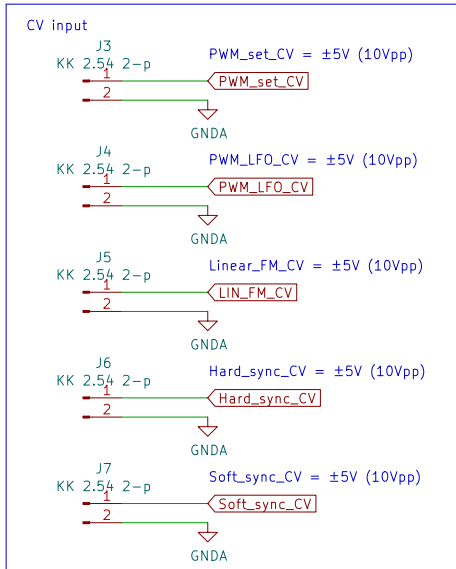 CV input
J3
PWM_set_CV = ±5V (10Vpp)
KK 2.54 2-p
1
PWM_set_CV
2
GNDA
J4
PWM_LFO_CV = ±5V (10Vpp)
KK 2.54 2-p
1
PWM_LFO_CV
2
GNDA
J5
Linear_FM_CV = ±5V (10Vpp)
KK 2.54 2-p
1
LIN_FM_CV
2
GNDA
J6
Hard_sync_CV = ±5V (10Vpp)
KK 2.54 2-p
1
Hard_sync_CV
2
GNDA
J7
Soft_sync_CV = ±5V (10Vpp)
KK 2.54 2-p
1
Soft_sync_CV
2
GNDA